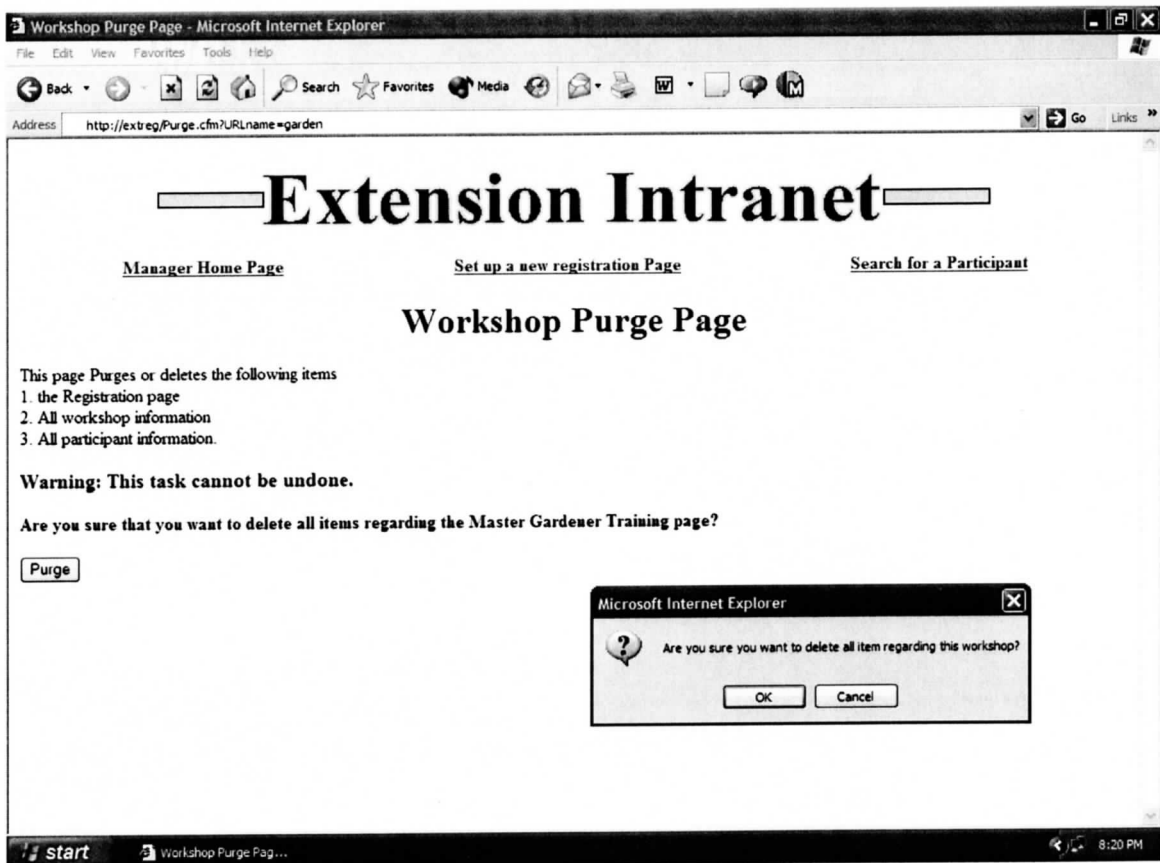 Workshop Purge Page - Microsoft Internet Explorer
File Edit View Favorites Tools Help
Back Search Favorites Media
Address http://extreg/Purge.cfm?URLname=garden Go Links »
Extension Intranet
Manager Home Page Set up a new registration Page Search for a Participant
Workshop Purge Page
This page Purges or deletes the following items
1. the Registration page
2. All workshop information
3. All participant information.
Warning: This task cannot be undone.
Are you sure that you want to delete all items regarding the Master Gardener Training page?
Purge
Microsoft Internet Explorer
Are you sure you want to delete all item regarding this workshop?
OK Cancel
start Workshop Purge Pag... 8:20 PM